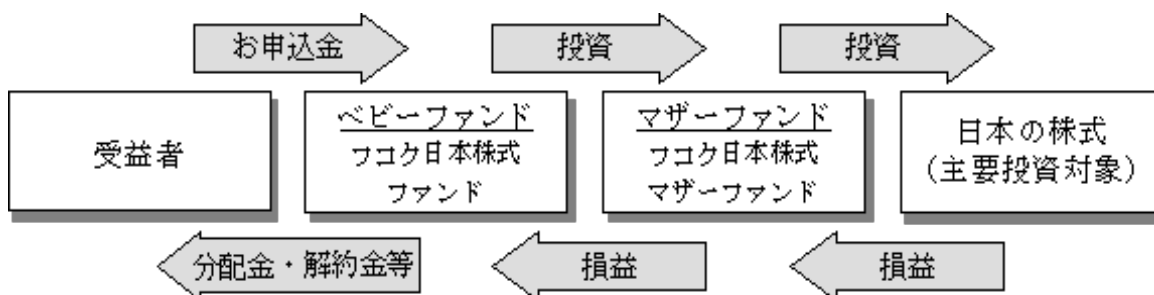 お申込金
投資
投資
受益者
ベビーファンド
フコク日本株式
ファンド
マザーファンド
フコク日本株式
マザーファンド
日本の株式
(主要投資対象)
分配金・解約金等
損益
損益